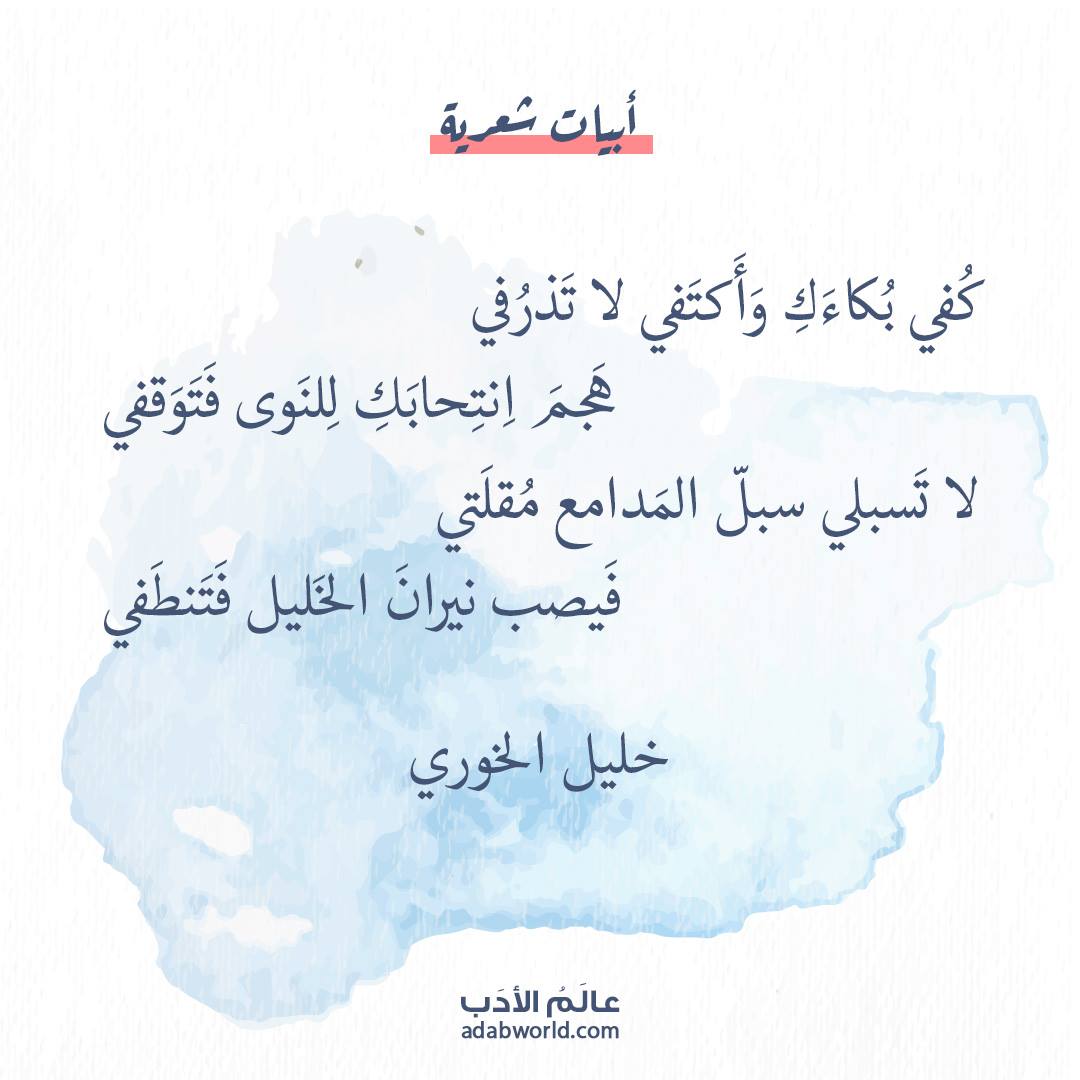 أبيات شعرية
كُفي بُكاءَكِ وَأَكتَفي لا تَذرُفي
هَجمَ اِنتِحابَكِ لِلنَوى فَتَوَقفي
لا تَسبلي سبلّ المَدامع مُقلَتي
فَيصب نيرانَ الخَليل فَتَنطَفي
خليل الخوري
عالَمُ الأدَب
adabworld.com